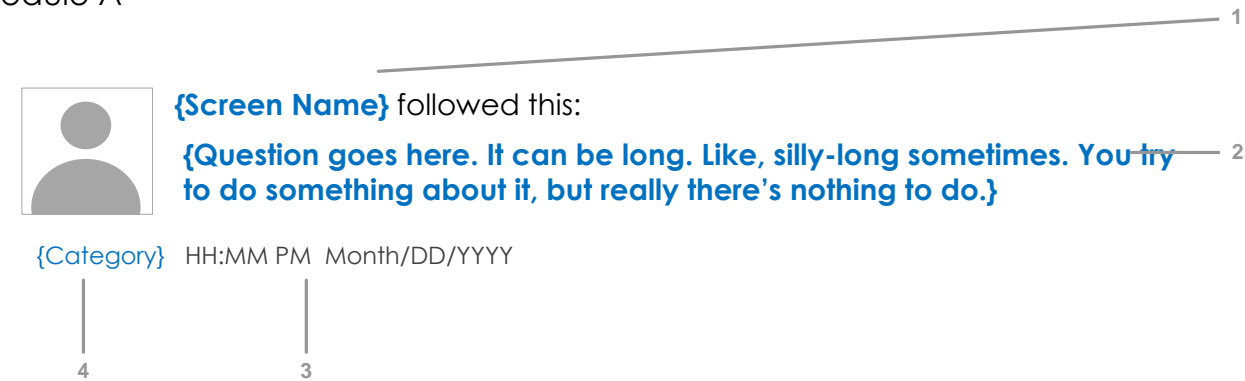 1
{Screen Name} followed this:
{Question goes here. It can be long. Like, silly-long sometimes. You try
2
to do something about it, but really there's nothing to do.}
{Category} HH:MM PM Month/DD/YYYY
4 3